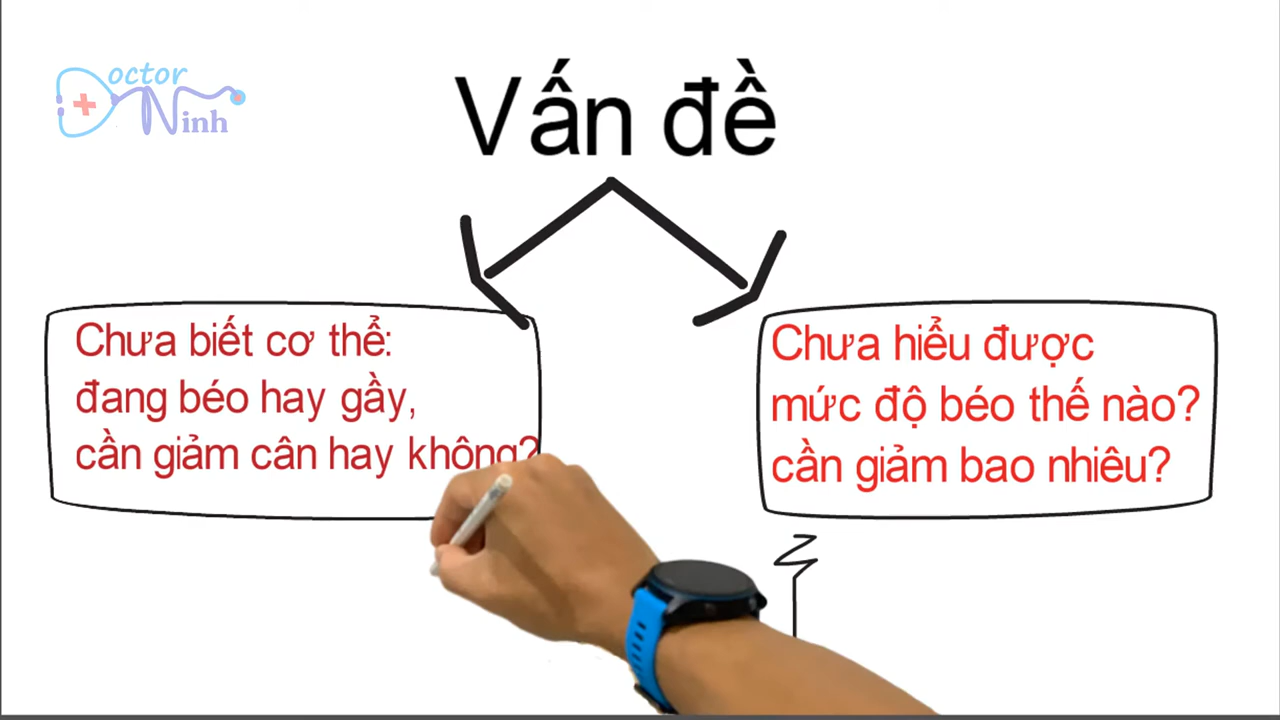 Doctor
Ninh
Vấn đề
Chưa biết cơ thể:
đang béo hay gầy,
cần giảm cân hay không?
Chưa hiểu được
mức độ béo thế nào?
cần giảm bao nhiêu?